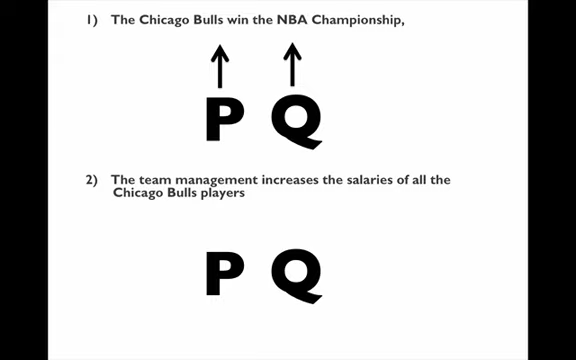 1) The Chicago Bulls win the NBA Championship,
P Q
2) The team management increases the salaries of all the
Chicago Bulls players
P Q